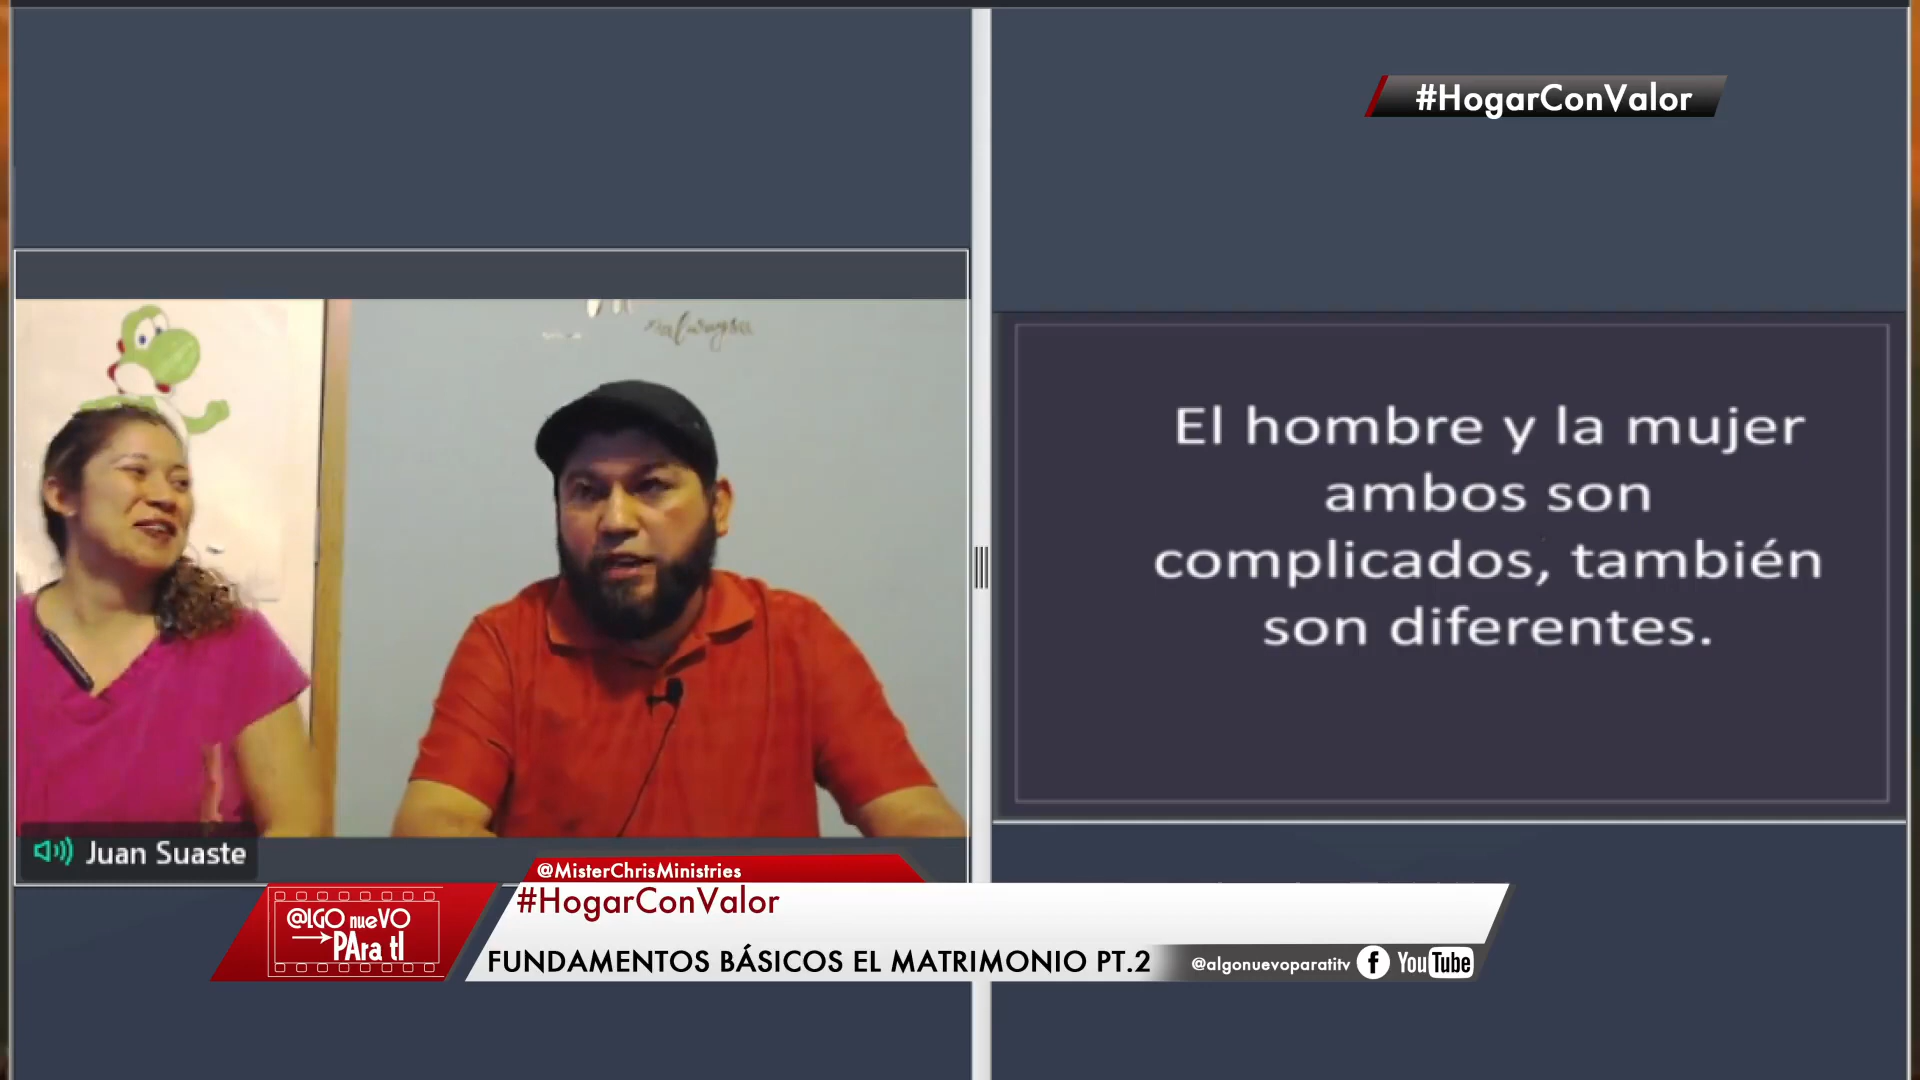 #HogarConValor
always
El hombre y la mujer
ambos son
complicados, también
son diferentes.
Juan Suaste
@MisterChrisMinistries
#HogarConValor
@LGO nueVO
PAra tI
FUNDAMENTOS BÁSICOS EL MATRIMONIO PT.2
@algonuevoparatitv f YouTube